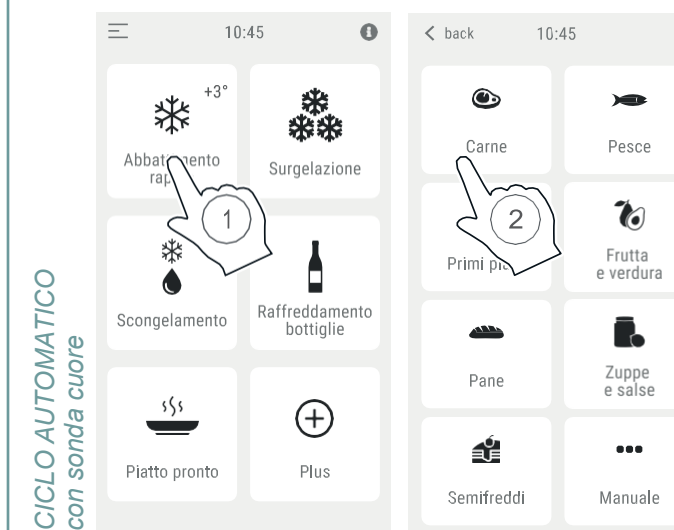 CICLO AUTOMATICO
con sonda cuore
10:45
+3°
Surgelazione
1
Scongelamento
Raffreddamento
bottiglie
Piatto pronto
Plus
back
10:45
Carne
Pesce
2
Primi
Frutta
e verdura
Pane
Zuppe
e salse
Semifreddi
Manuale